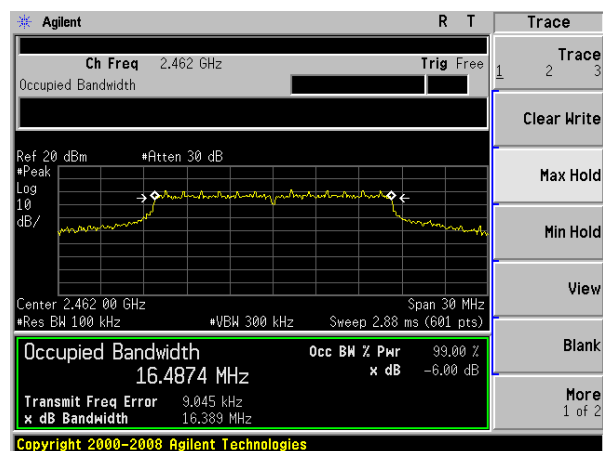 Agilent R T Trace
Ch Freq 2.462 GHz Trig Free
Occupied Bandwidth
Trace
1 2 3
Clear Write
Ref 20 dBm #Atten 30 dB
#Peak
Log
10
dB/
Max Hold
Min Hold
View
Center 2.462 00 GHz Span 30 MHz
#Res BW 100 kHz #VBW 300 kHz Sweep 2.88 ms (601 pts)
Occupied Bandwidth Occ BW % Pwr 99.00 %
16.4874 MHz x dB -6.00 dB
Blank
Transmit Freq Error 9.045 kHz
x dB Bandwidth 16.389 MHz
More
1 of 2
Copyright 2000-2008 Agilent Technologies